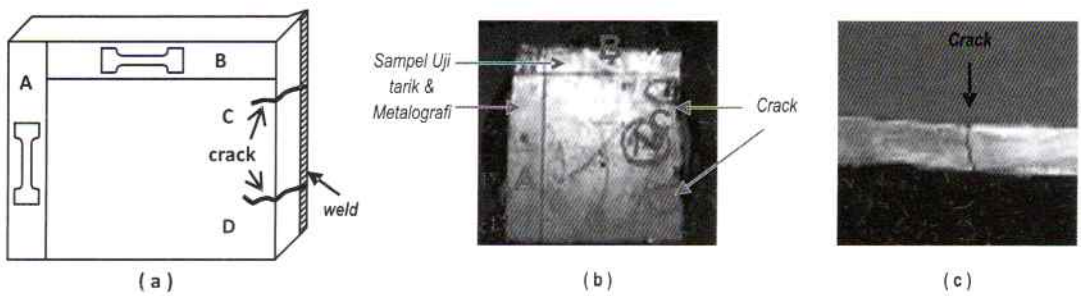 A
B
C
crack
D
weld
( a )
Sampel Uji
tarik &
Metalografi
B
A
Crack
( b )
Crack
( c )